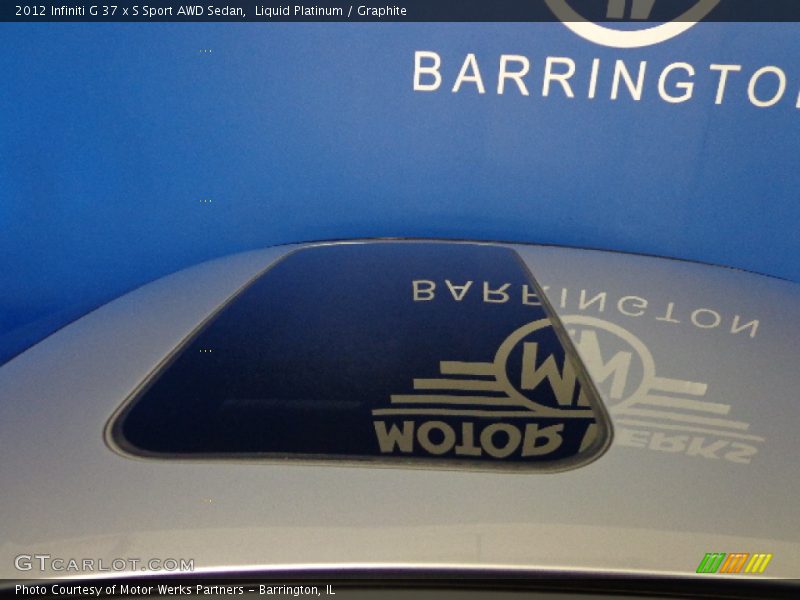 2012 Infiniti G 37 x S Sport AWD Sedan, Liquid Platinum / Graphite
BARRINGTO
BARRINGTON
MOTOR WERKS
GTCARLOT.COM
Photo Courtesy of Motor Werks Partners - Barrington, IL